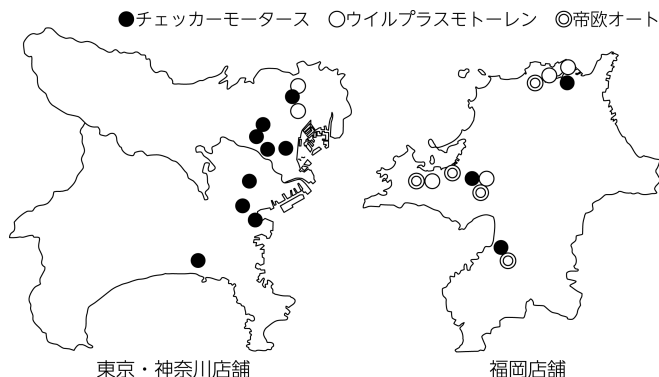 ●チェッカーモータース ○ウイルプラスモトーレン ◎帝欧オート
東京・神奈川店舗
福岡店舗